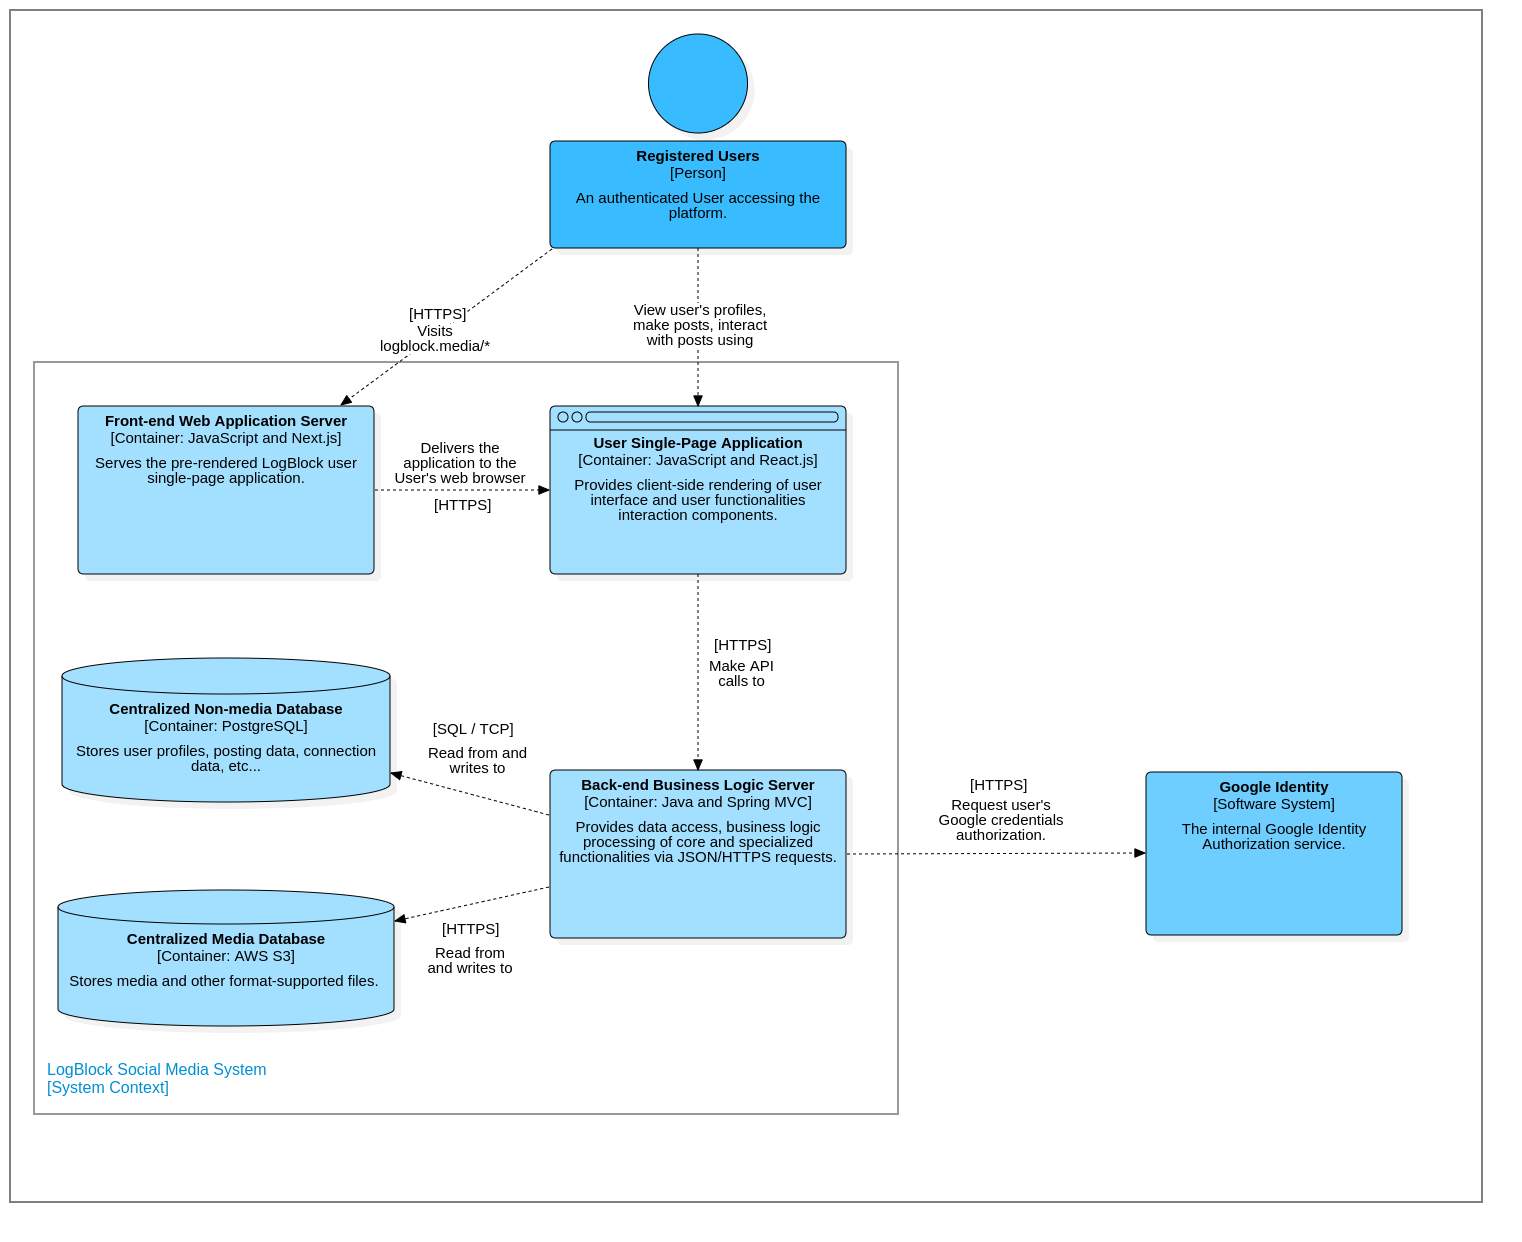 Registered Users
[Person]
An authenticated User accessing the
platform.
[HTTPS]
Visits
logblock.media/*
View user's profiles,
make posts, interact
with posts using
Front-end Web Application Server
[Container: JavaScript and Next.js]
Serves the pre-rendered LogBlock user
single-page application.
Delivers the
application to the
User's web browser
[HTTPS]
User Single-Page Application
[Container: JavaScript and React.js]
Provides client-side rendering of user
interface and user functionalities
interaction components.
[HTTPS]
Make API
calls to
Centralized Non-media Database
[Container: PostgreSQL]
Stores user profiles, posting data, connection
data, etc...
[SQL / TCP]
Read from and
writes to
Back-end Business Logic Server
[Container: Java and Spring MVC]
Provides data access, business logic
processing of core and specialized
functionalities via JSON/HTTPS requests.
[HTTPS]
Request user's
Google credentials
authorization.
Google Identity
[Software System]
The internal Google Identity
Authorization service.
Centralized Media Database
[Container: AWS S3]
Stores media and other format-supported files.
[HTTPS]
Read from
and writes to
LogBlock Social Media System
[System Context]